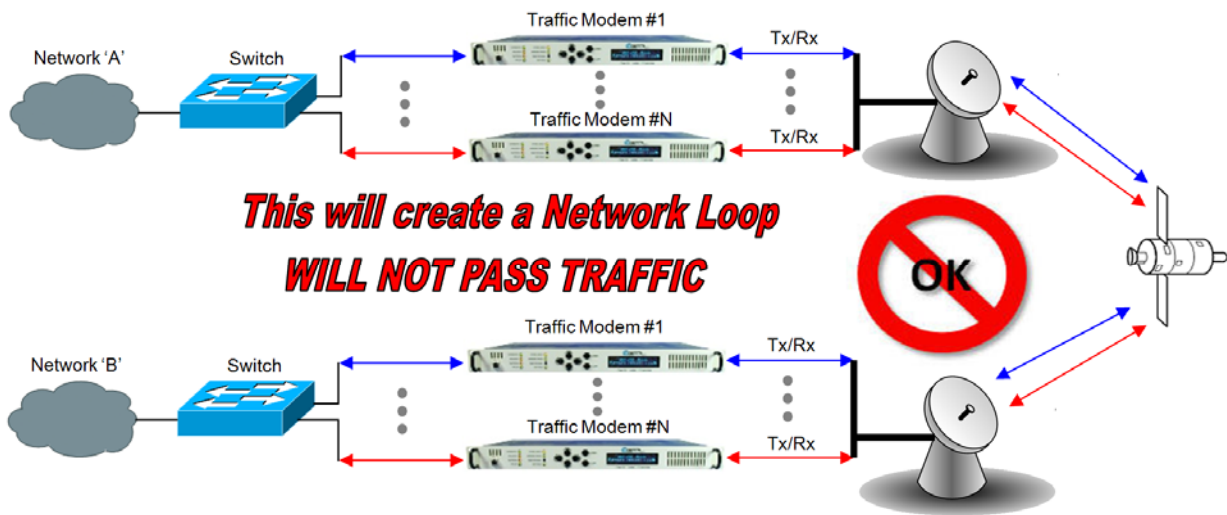 Traffic Modem #1
Network 'A'
Switch
Tx/Rx
Traffic Modem #N
Tx/Rx
This will create a Network Loop
WILL NOT PASS TRAFFIC
OK
Traffic Modem #1
Network 'B'
Switch
Tx/Rx
Traffic Modem #N
Tx/Rx